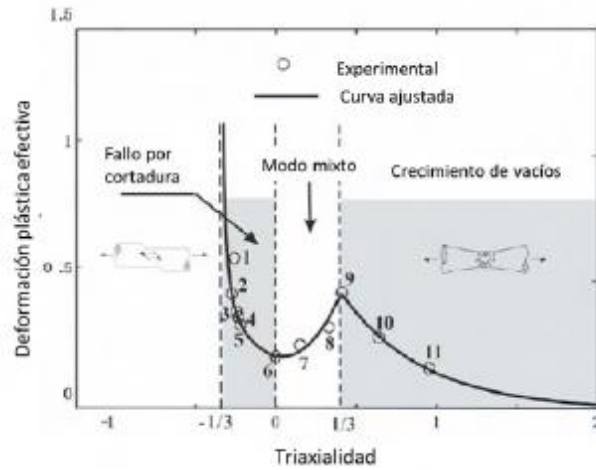 1.5
Experimental
Curva ajustada
1
Fallo por
cortadura
Modo mixto
Crecimiento de vacíos
Deformación plástica efectiva
1
0.5
2
9
3
4
5
8
10
7
11
6
0
-1
-1/3
0
1/3
1
2
Triaxialidad